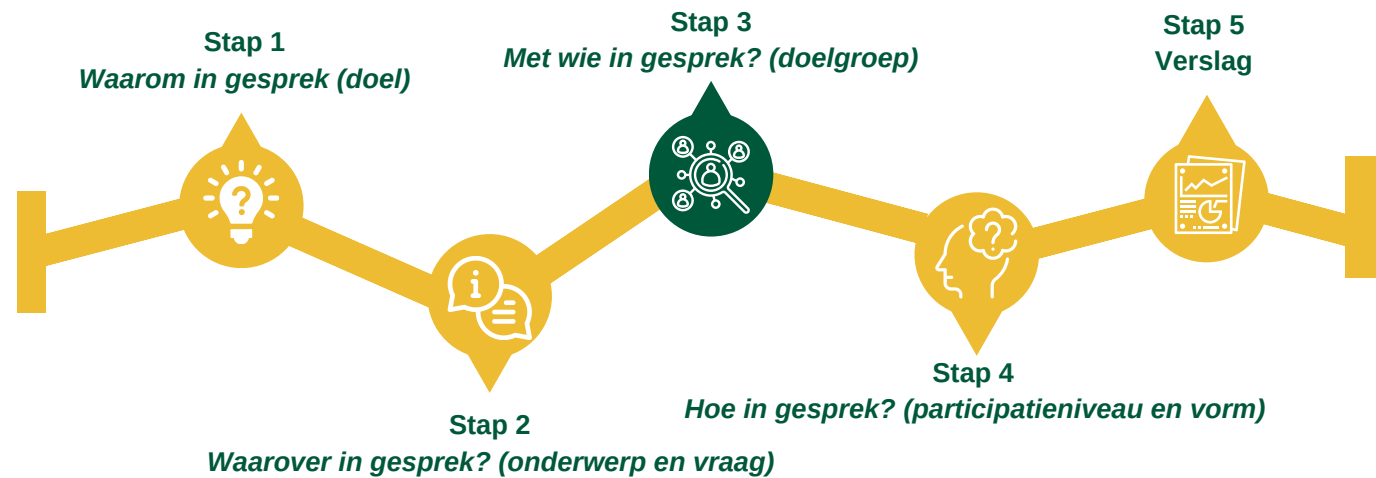 Stap 1
Waarom in gesprek (doel)
Stap 2
Waarover in gesprek? (onderwerp en vraag)
Stap 3
Met wie in gesprek? (doelgroep)
Stap 4
Hoe in gesprek? (participatieniveau en vorm)
Stap 5
Verslag